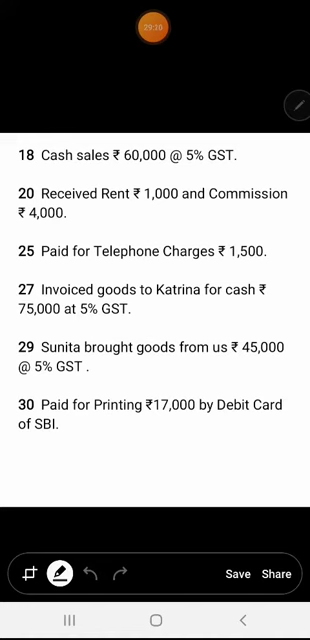 29:10
18 Cash sales ₹ 60,000 @ 5% GST.
20 Received Rent ₹ 1,000 and Commission
₹ 4,000.
25 Paid for Telephone Charges ₹ 1,500.
27 Invoiced goods to Katrina for cash ₹
75,000 at 5% GST.
29 Sunita brought goods from us ₹ 45,000
@ 5% GST .
30 Paid for Printing ₹17,000 by Debit Card
of SBI.
Save Share